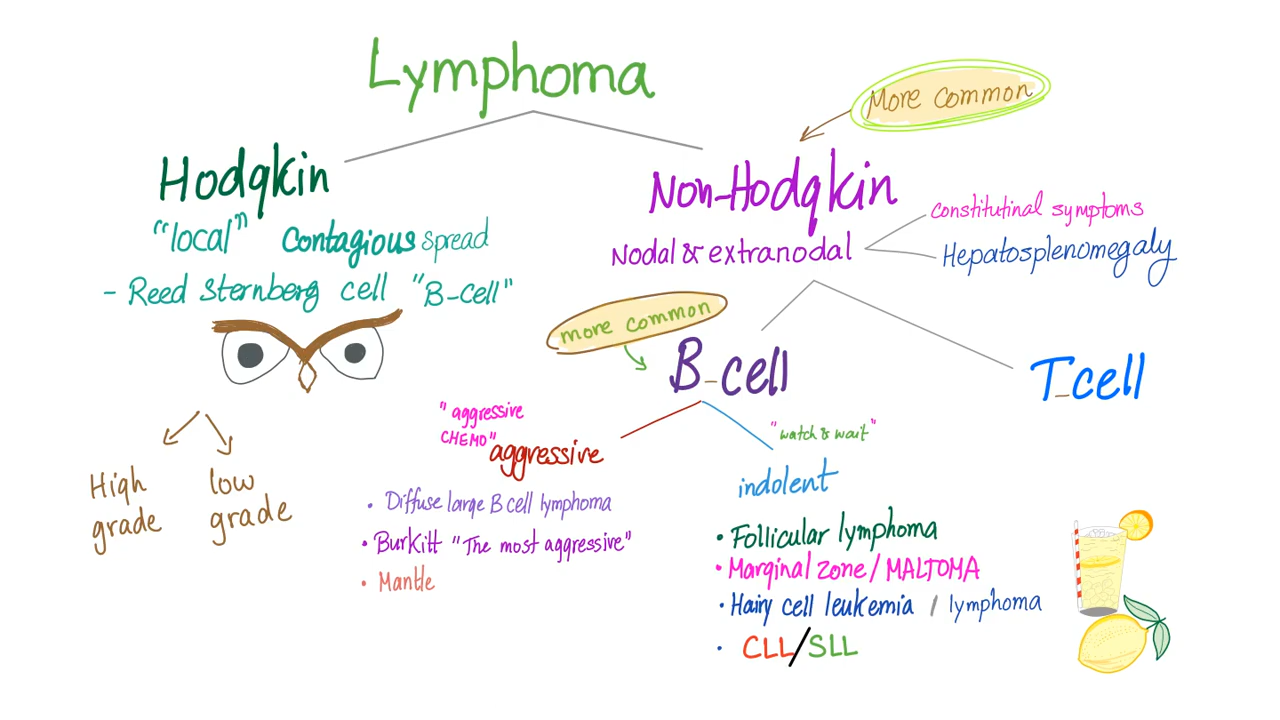 Lymphoma
More Common
Hodgkin
"local" Contagious spread
- Reed Sternberg cell "B-Cell"
High grade
low grade
Non-Hodgkin
Nodal & extranodal
Constitutinal symptoms
Hepatosplenomegaly
more common
B-cell
T-cell
"aggressive
CHEMO"
aggressive
• Diffuse large B cell lymphoma
• Burkitt "The most aggressive"
• Mantle
"watch & wait"
indolent
• Follicular lymphoma
• Marginal zone / MALTOMA
• Hairy cell leukemia / lymphoma
• CLL/SLL